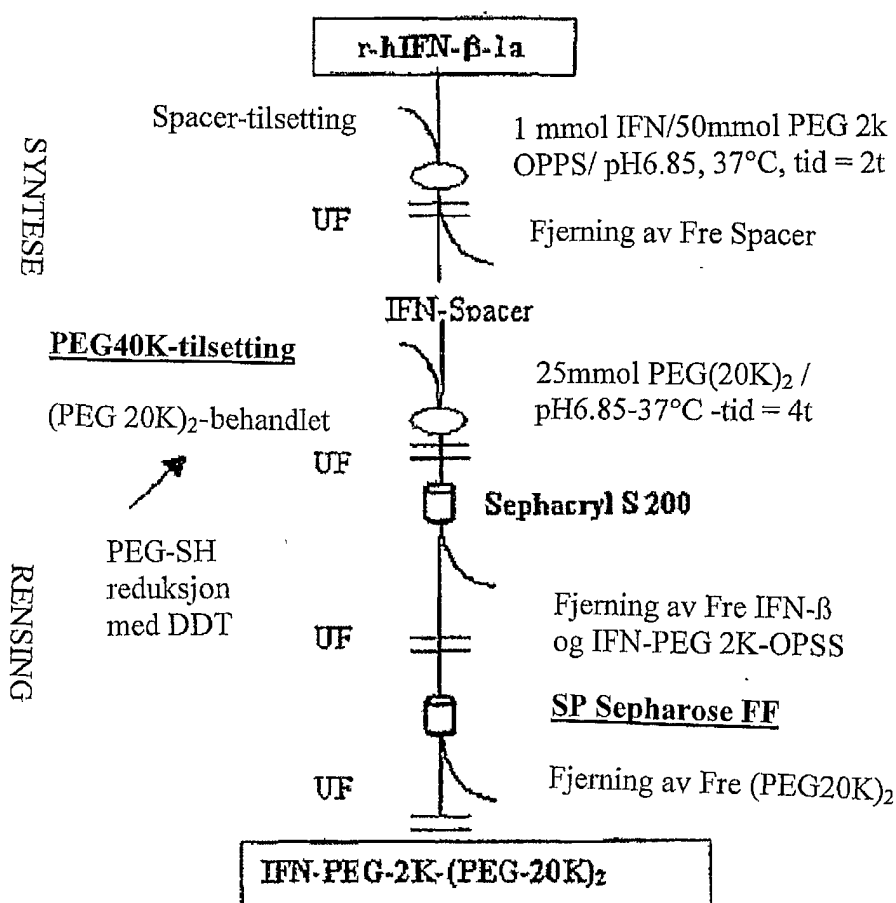 r-hIFN-β-1a
Spacer-tilsetting
1 mmol IFN/50mmol PEG 2k
OPPS/ pH6.85, 37°C, tid = 2t
SYNTESE
UF
Fjerning av Fre Spacer
IFN-Spacer
PEG40K-tilsetting
25mmol PEG(20K)₂ /
pH6.85-37°C -tid = 4t
(PEG 20K)₂-behandlet
UF
Sephacryl S 200
PEG-SH
reduksjon
med DDT
RENSING
Fjerning av Fre IFN-ß
og IFN-PEG 2K-OPSS
UF
SP Sepharose FF
Fjerning av Fre (PEG20K)₂
UF
IFN-PEG-2K-(PEG-20K)₂